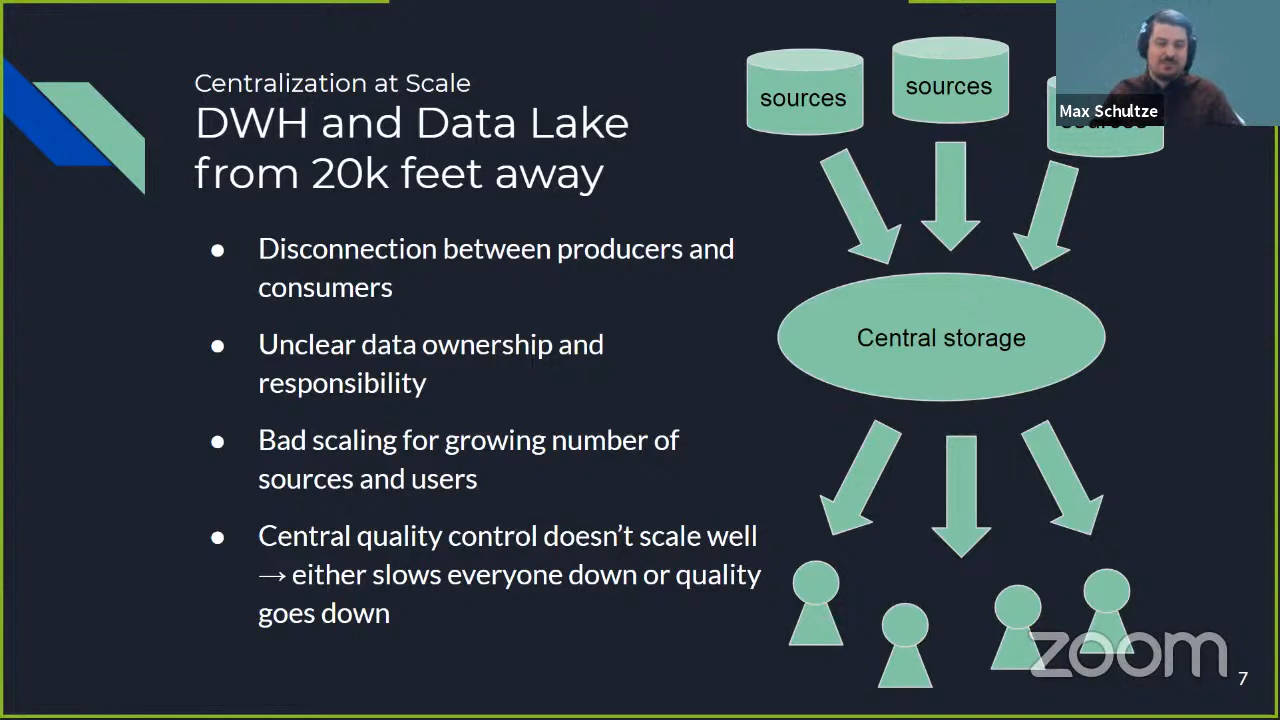 Centralization at Scale
DWH and Data Lake
from 20k feet away
● Disconnection between producers and
consumers
● Unclear data ownership and
responsibility
● Bad scaling for growing number of
sources and users
● Central quality control doesn’t scale well
→ either slows everyone down or quality
goes down
sources
sources
sources
Max Schultze
Central storage
zoom
7